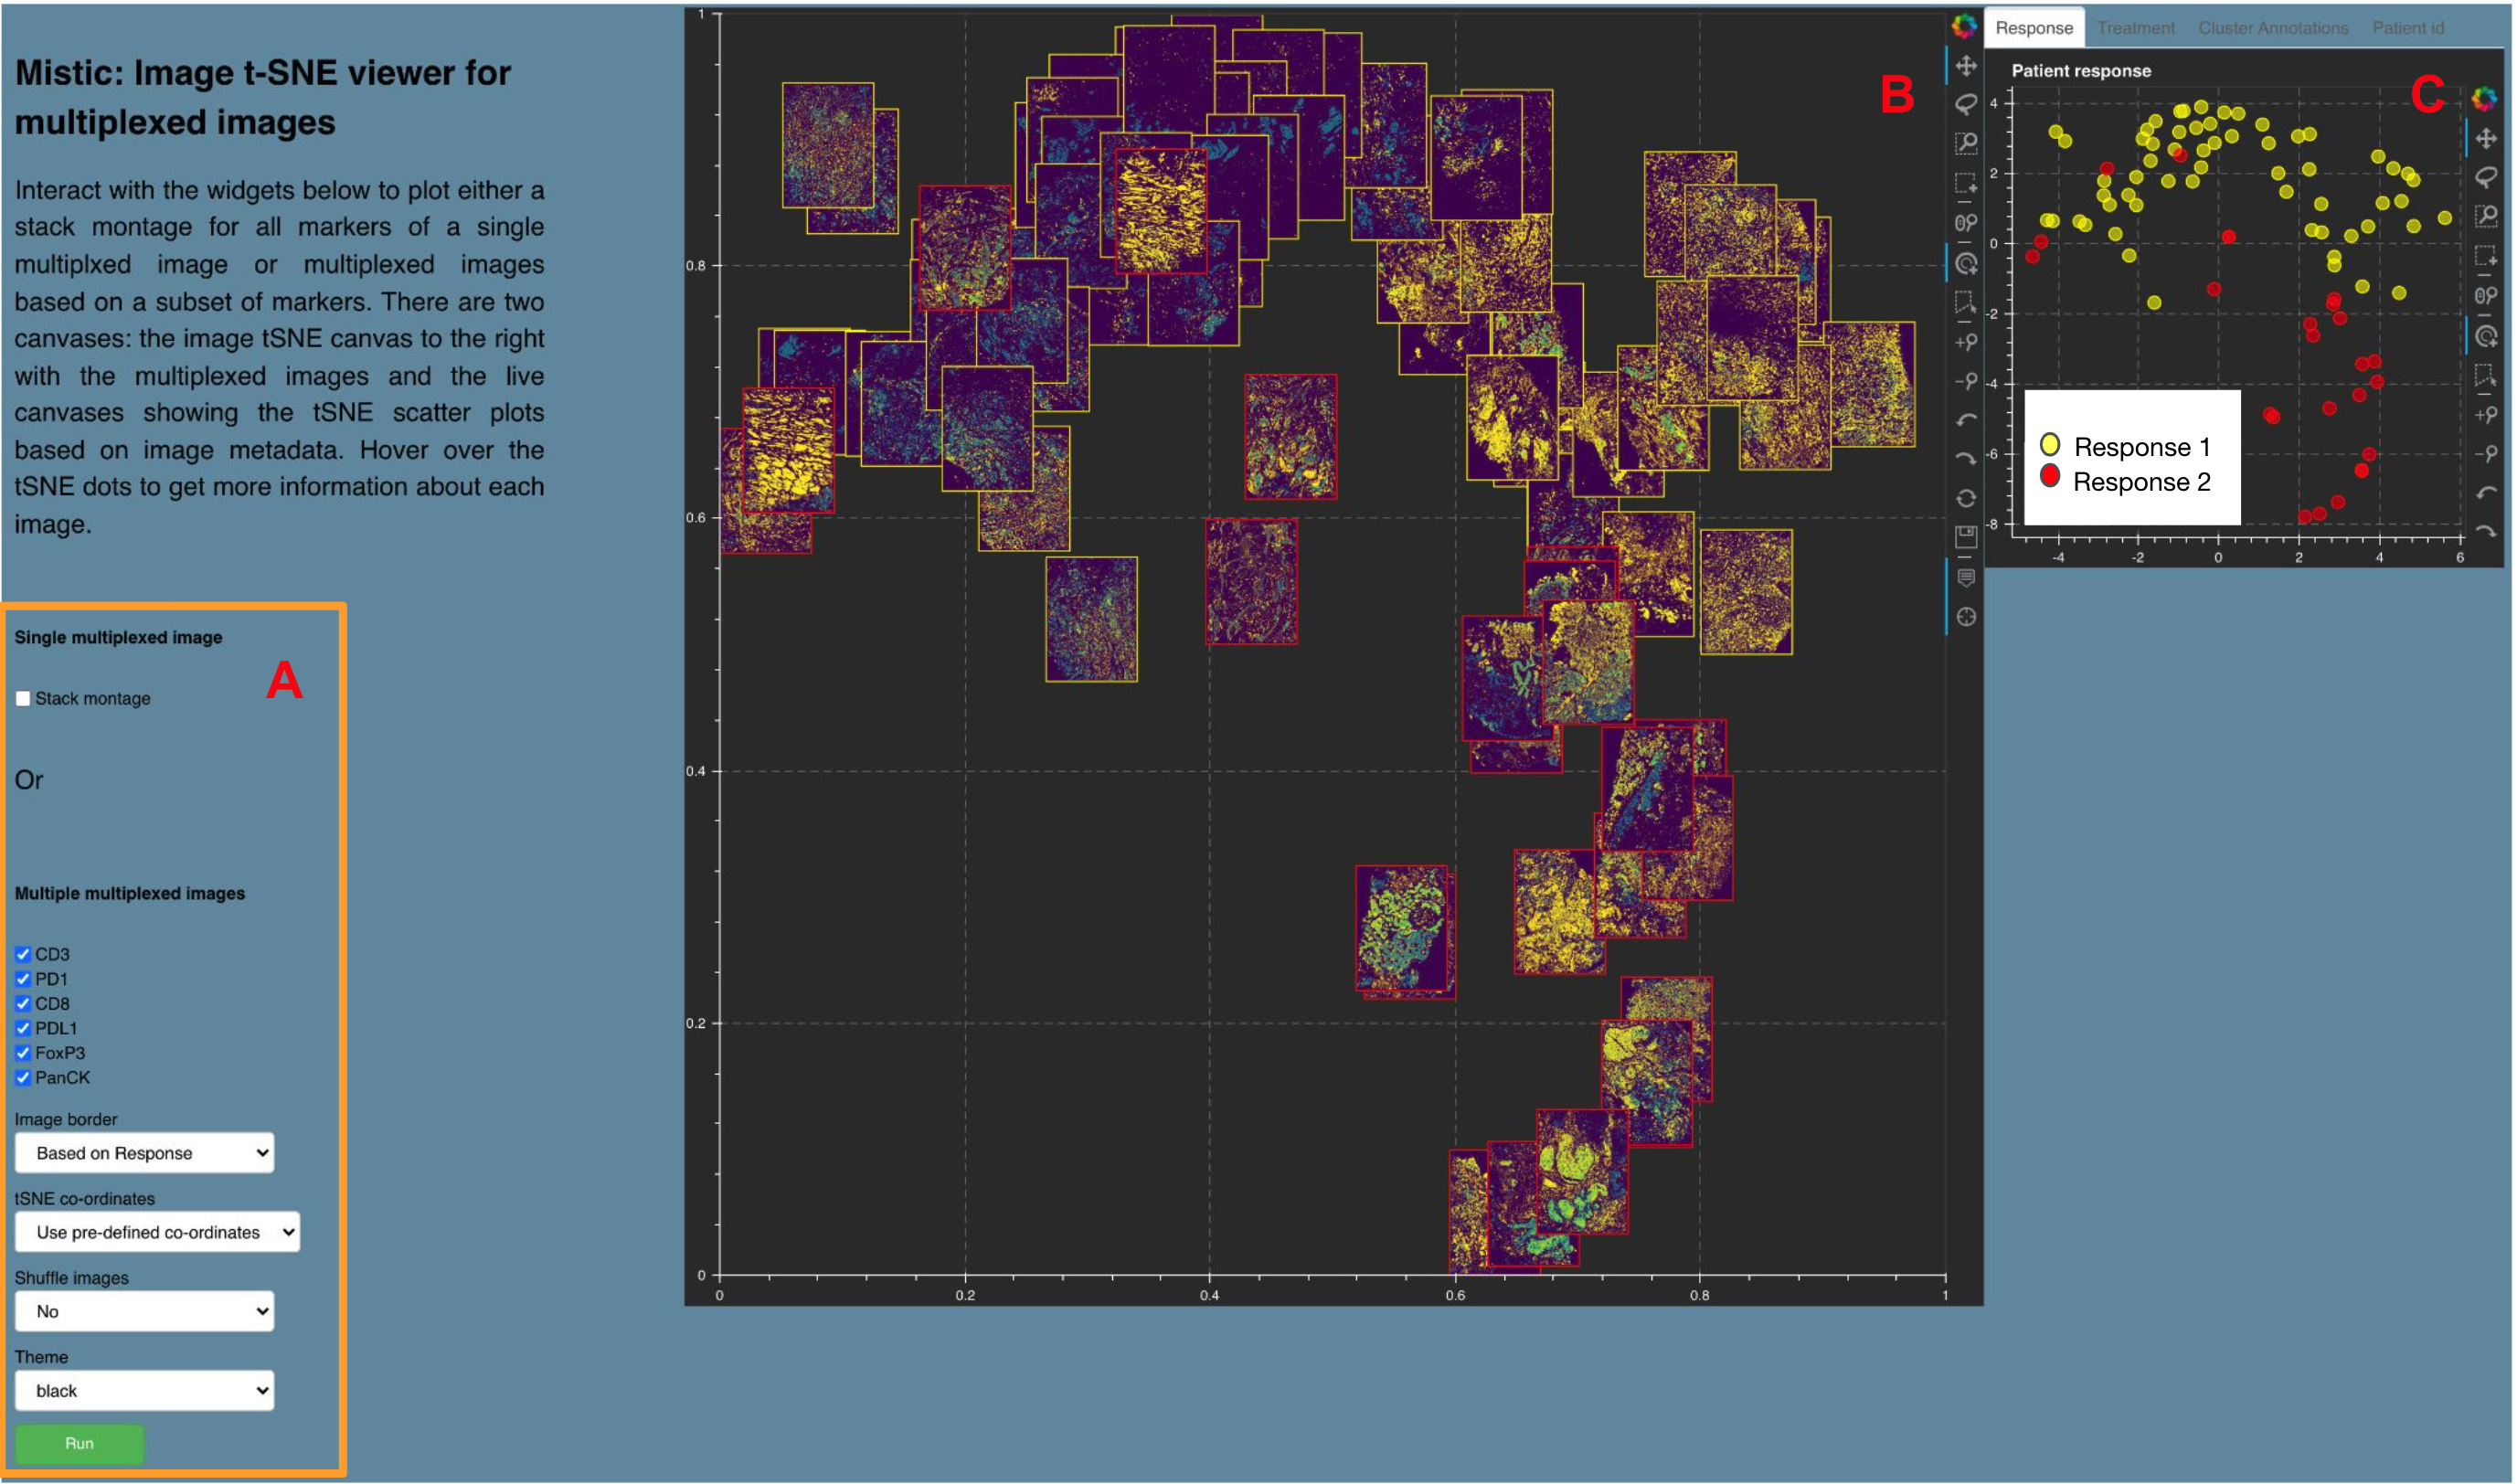 Mistic: Image t-SNE viewer for
multiplexed images
Interact with the widgets below to plot either a
stack montage for all markers of a single
multiplxed image or multiplexed images
based on a subset of markers. There are two
canvases: the image tSNE canvas to the right
with the multiplexed images and the live
canvases showing the tSNE scatter plots
based on image metadata. Hover over the
tSNE dots to get more information about each
image.
A
Single multiplexed image
Stack montage
Or
Multiple multiplexed images
CD3
PD1
CD8
PDL1
FoxP3
PanCK
Image border
Based on Response
tSNE co-ordinates
Use pre-defined co-ordinates
Shuffle images
No
Theme
black
Run
B
1
0.8
0.6
0.4
0.2
0
0 0.2 0.4 0.6 0.8 1
Response Treatment Cluster Annotations Patient id
Patient response
C
4
2
0
-2
-4
-6
-8
Response 1
Response 2
-4 -2 0 2 4 6